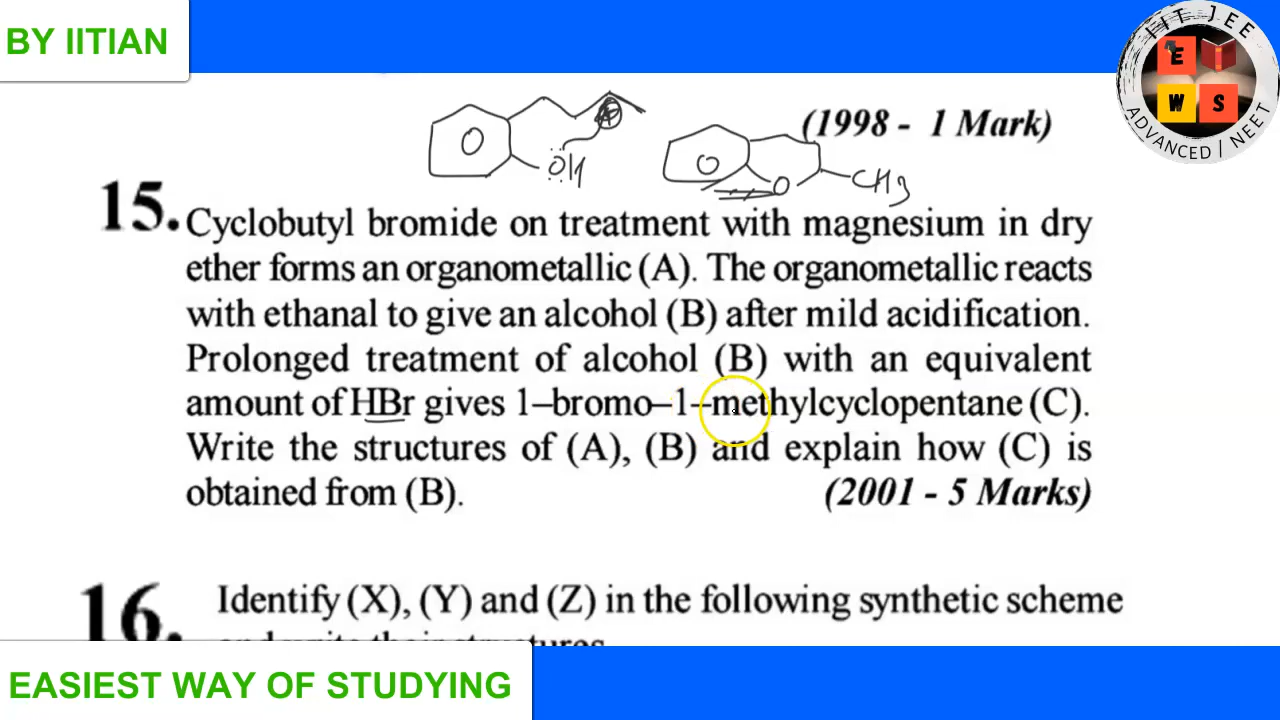 BY IITIAN
IIT JEE
E
W S
ADVANCED | NEET
(1998 - 1 Mark)
OH
O
O
O
CH3
15. Cyclobutyl bromide on treatment with magnesium in dry
ether forms an organometallic (A). The organometallic reacts
with ethanal to give an alcohol (B) after mild acidification.
Prolonged treatment of alcohol (B) with an equivalent
amount of HBr gives 1–bromo–1–methylcyclopentane (C).
Write the structures of (A), (B) and explain how (C) is
obtained from (B).
(2001 - 5 Marks)
16. Identify (X), (Y) and (Z) in the following synthetic scheme
EASIEST WAY OF STUDYING